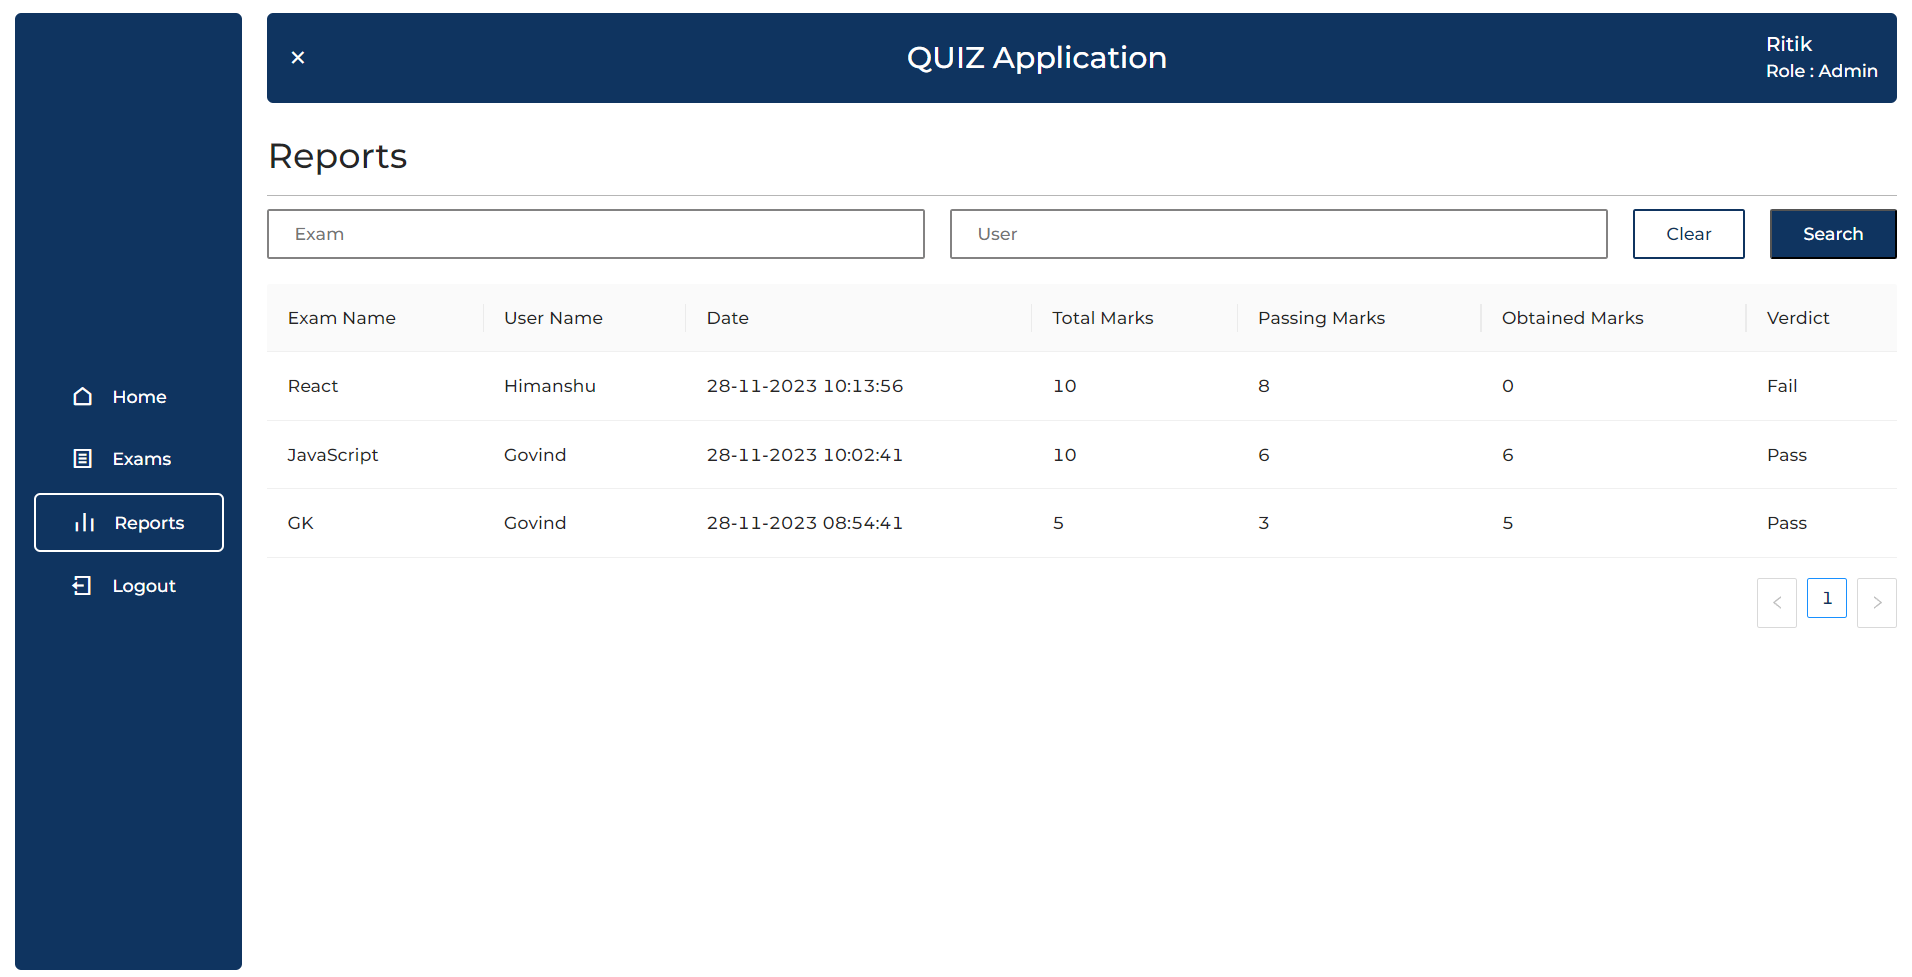 QUIZ Application
Ritik
Role : Admin
Home
Exams
Reports
Logout
Reports
Exam User Clear Search
Exam Name User Name Date Total Marks Passing Marks Obtained Marks Verdict
React Himanshu 28-11-2023 10:13:56 10 8 0 Fail
JavaScript Govind 28-11-2023 10:02:41 10 6 6 Pass
GK Govind 28-11-2023 08:54:41 5 3 5 Pass
1